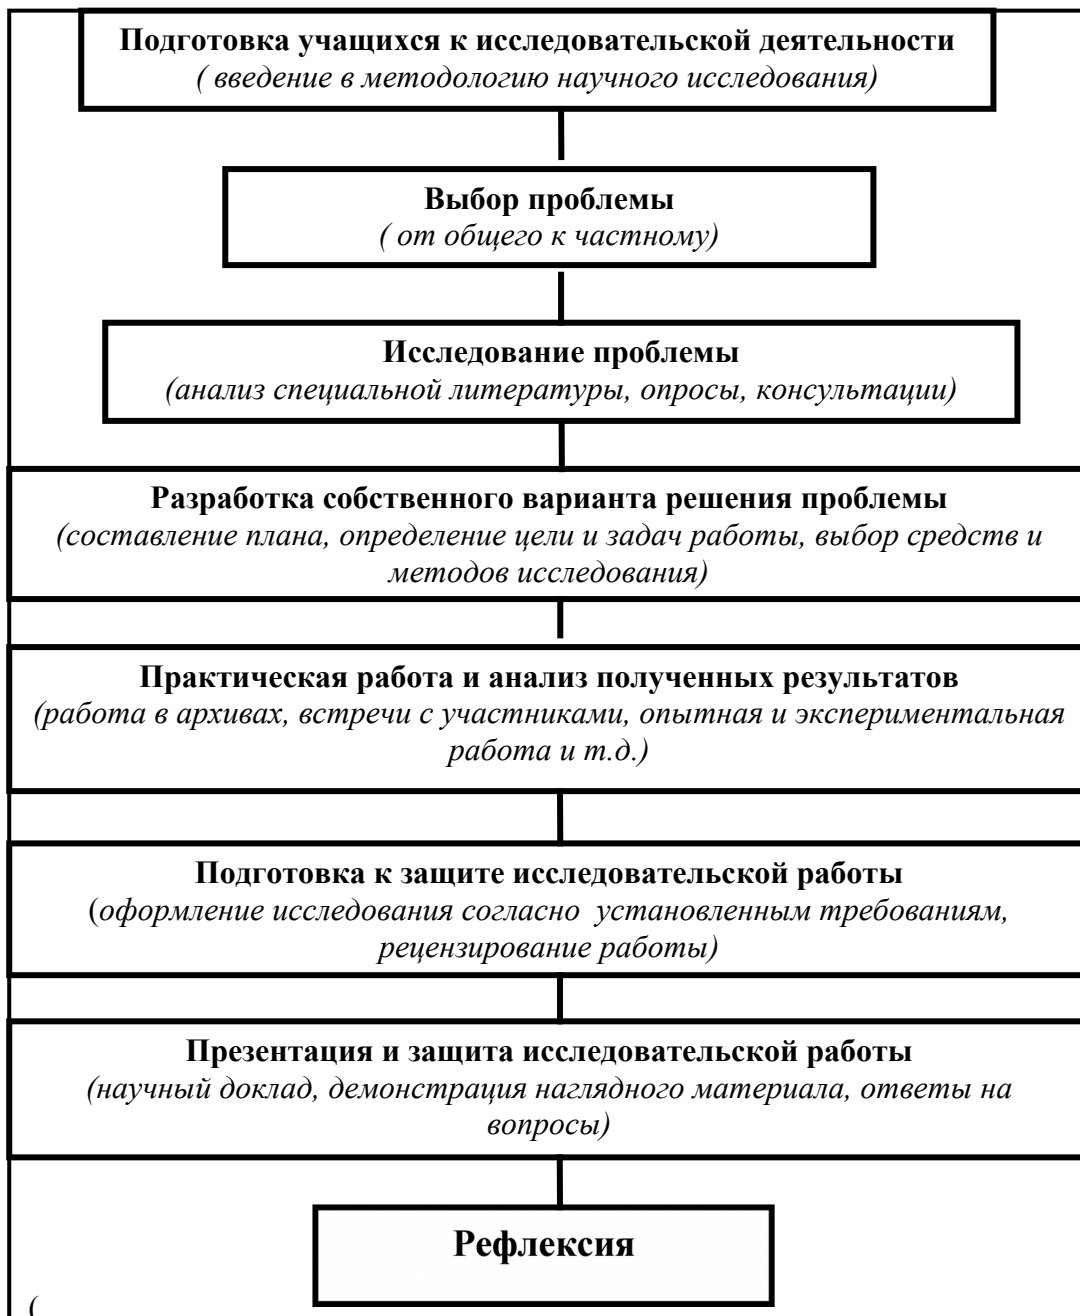 Подготовка учащихся к исследовательской деятельности
( введение в методологию научного исследования)
Выбор проблемы
( от общего к частному)
Исследование проблемы
(анализ специальной литературы, опросы, консультации)
Разработка собственного варианта решения проблемы
(составление плана, определение цели и задач работы, выбор средств и
методов исследования)
Практическая работа и анализ полученных результатов
(работа в архивах, встречи с участниками, опытная и экспериментальная
работа и т.д.)
Подготовка к защите исследовательской работы
(оформление исследования согласно  установленным требованиям,
рецензирование работы)
Презентация и защита исследовательской работы
(научный доклад, демонстрация наглядного материала, ответы на
вопросы)
Рефлексия
(